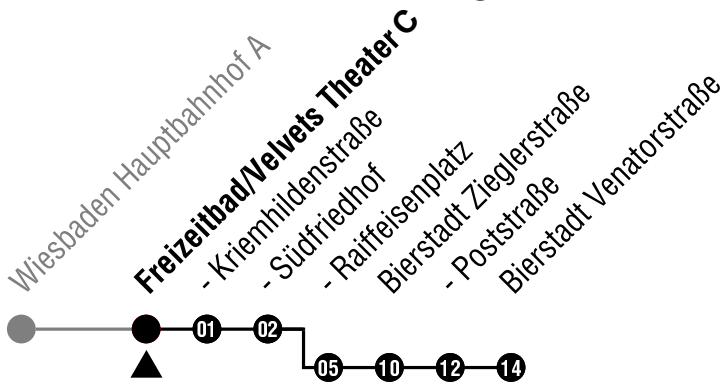 Wiesbaden Hauptbahnhof A
Freizeitbad/Velvets Theater C
- Kriemhildenstraße
- Südfriedhof
- Raiffeisenplatz
Bierstadt Zieglerstraße
- Poststraße
Bierstadt Venatorstraße
01 02
05 10 12 14